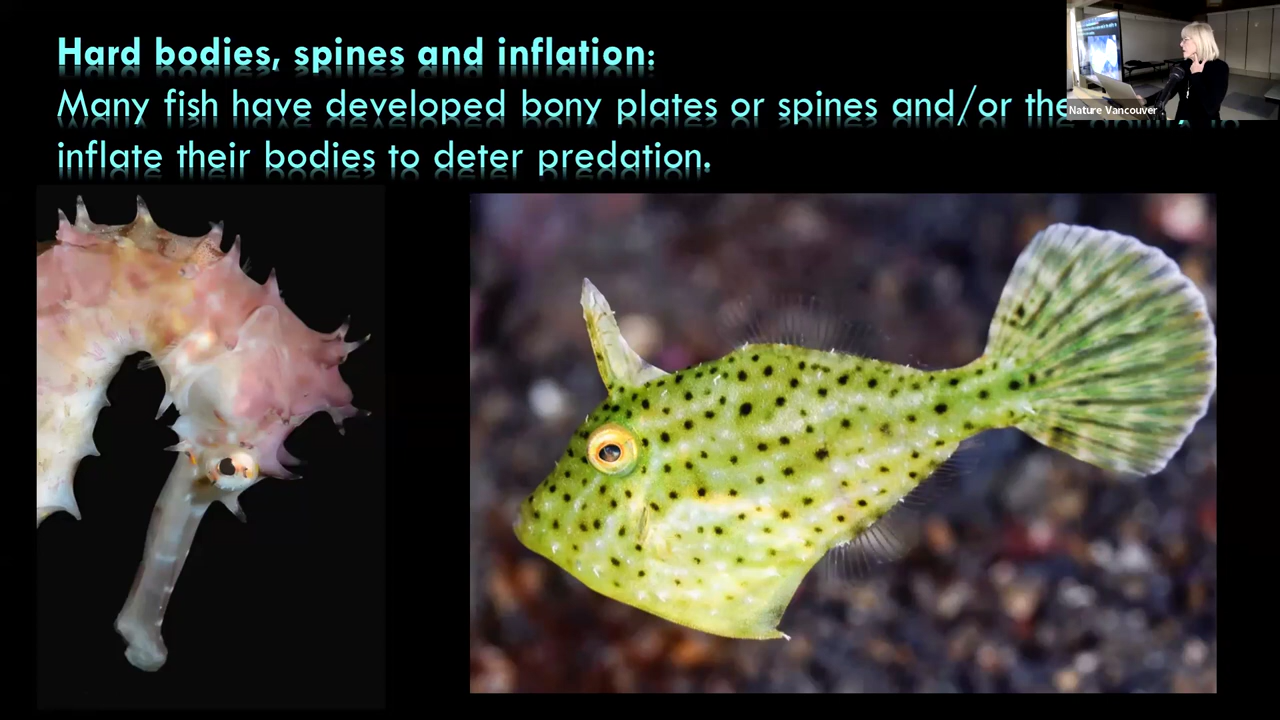 Hard bodies, spines and inflation:
Many fish have developed bony plates or spines and/or the
inflate their bodies to deter predation.
Nature Vancouver